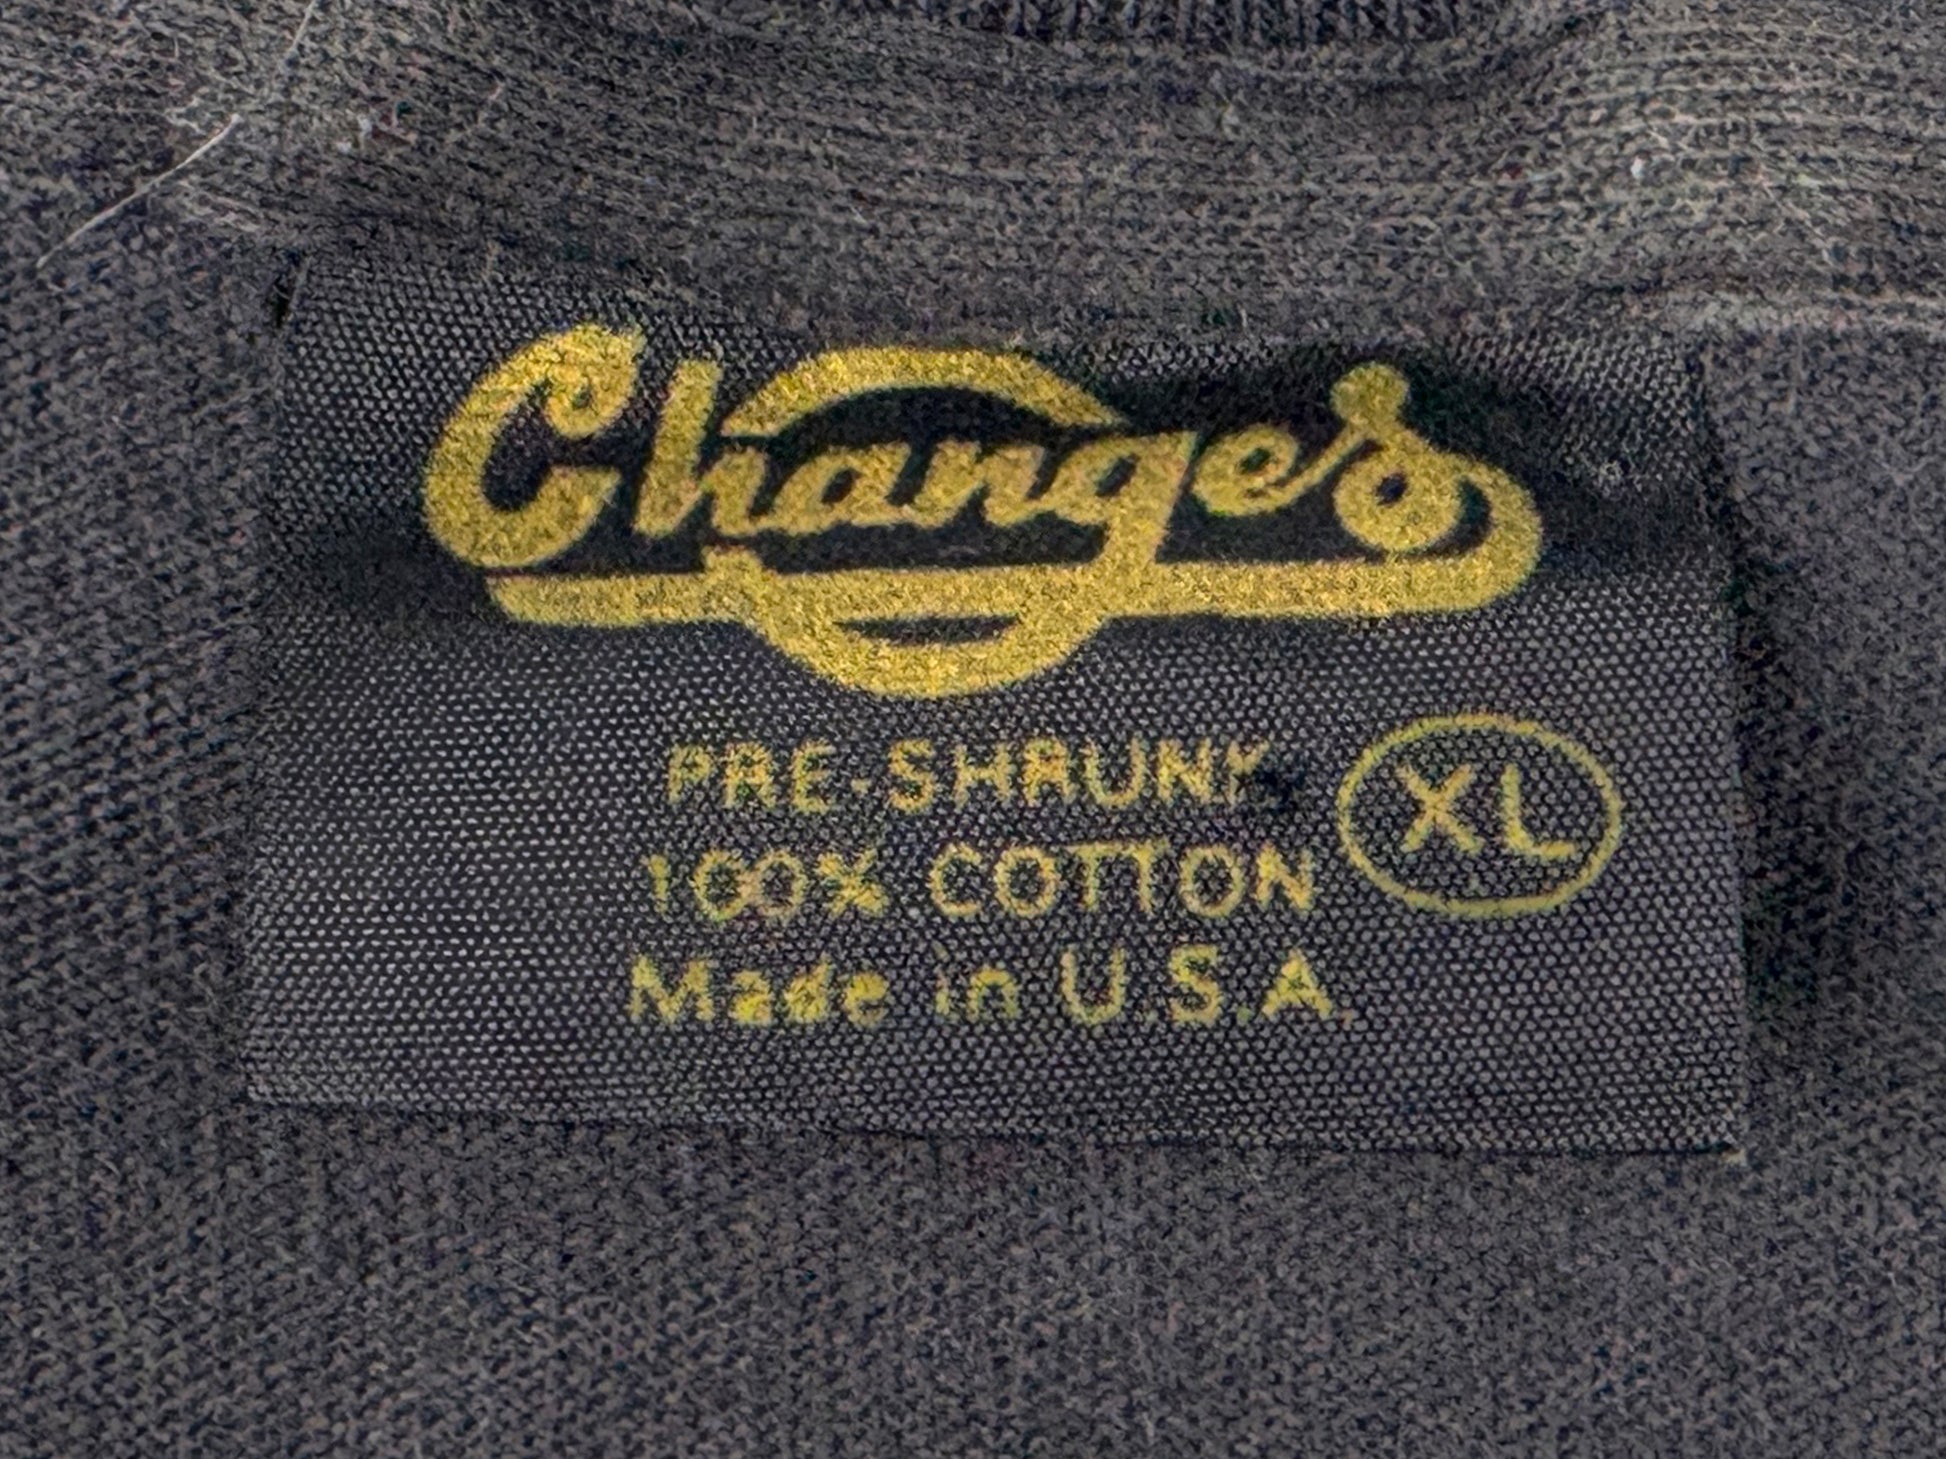 Changes
PRE-SHRUNK
100% COTTON
XL
Made in U.S.A.